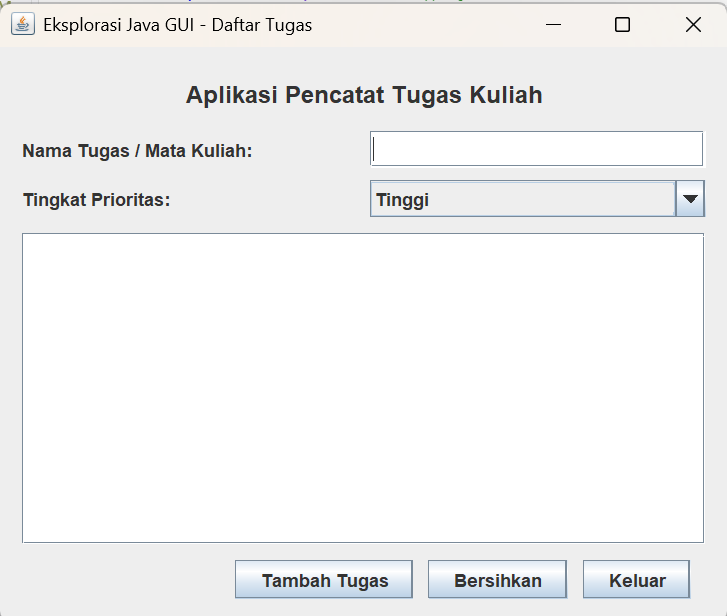 Eksplorasi Java GUI - Daftar Tugas
Aplikasi Pencatat Tugas Kuliah
Nama Tugas / Mata Kuliah:
Tingkat Prioritas:
Tinggi
Tambah Tugas
Bersihkan
Keluar